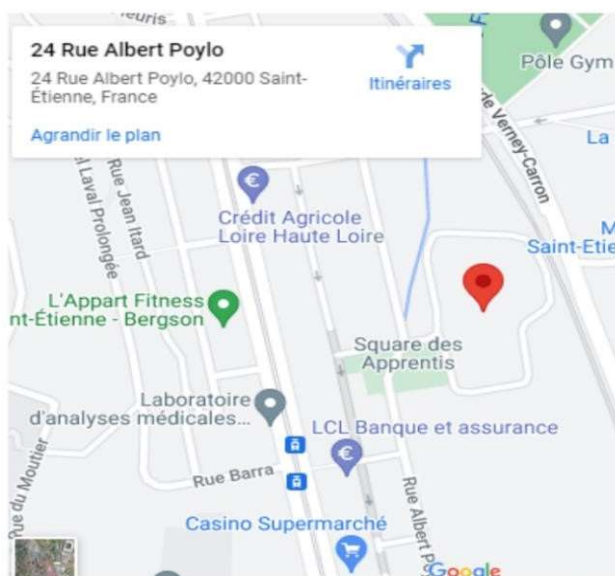 24 Rue Albert Poylo
24 Rue Albert Poylo, 42000 Saint-
Étienne, France
Agrandir le plan
Itinéraires
Pôle Gym
de Verney-Carron
La
Laval Prolongée
Rue Jean Itard
Crédit Agricole
Loire Haute Loire
M
Saint-Etie
L'Appart Fitness
nt-Étienne - Bergson
Square des
Apprentis
Laboratoire
d'analyses médicales...
LCL Banque et assurance
Rue Barra
Rue du Moutier
Rue Albert P
Casino Supermarché
Google